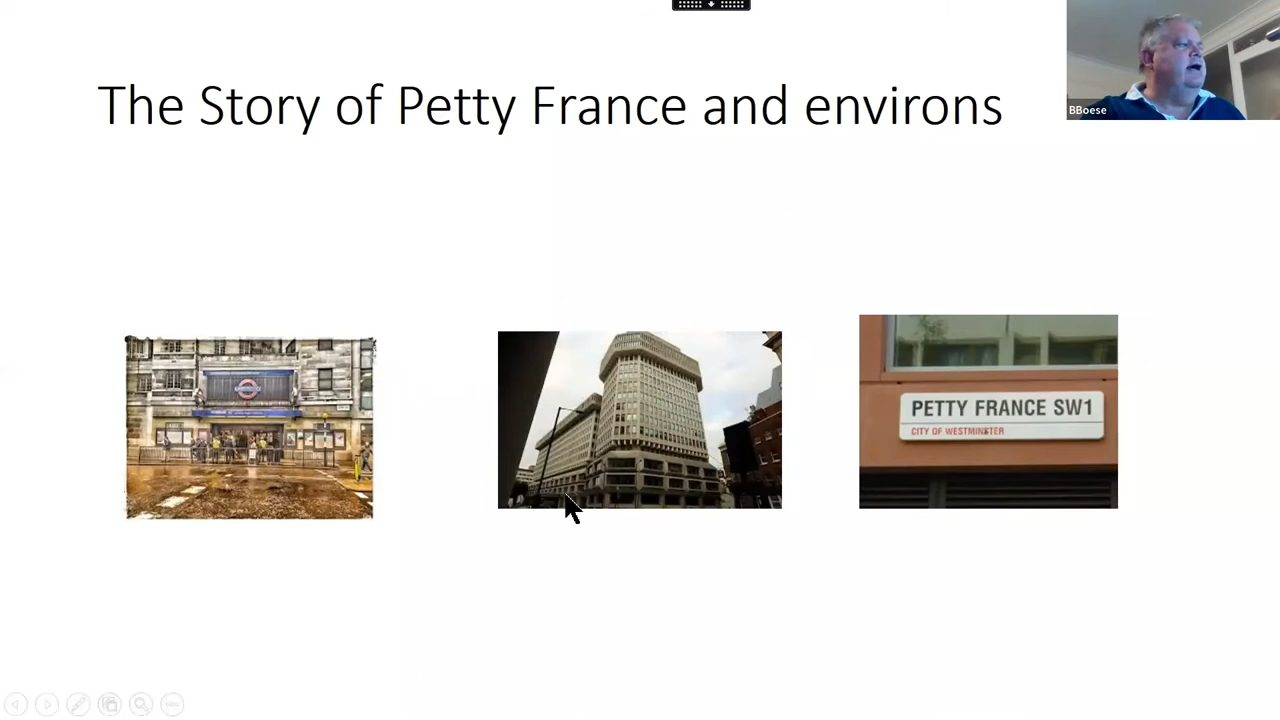 The Story of Petty France and environs
BBoese
PETTY FRANCE SW1
CITY OF WESTMINSTER